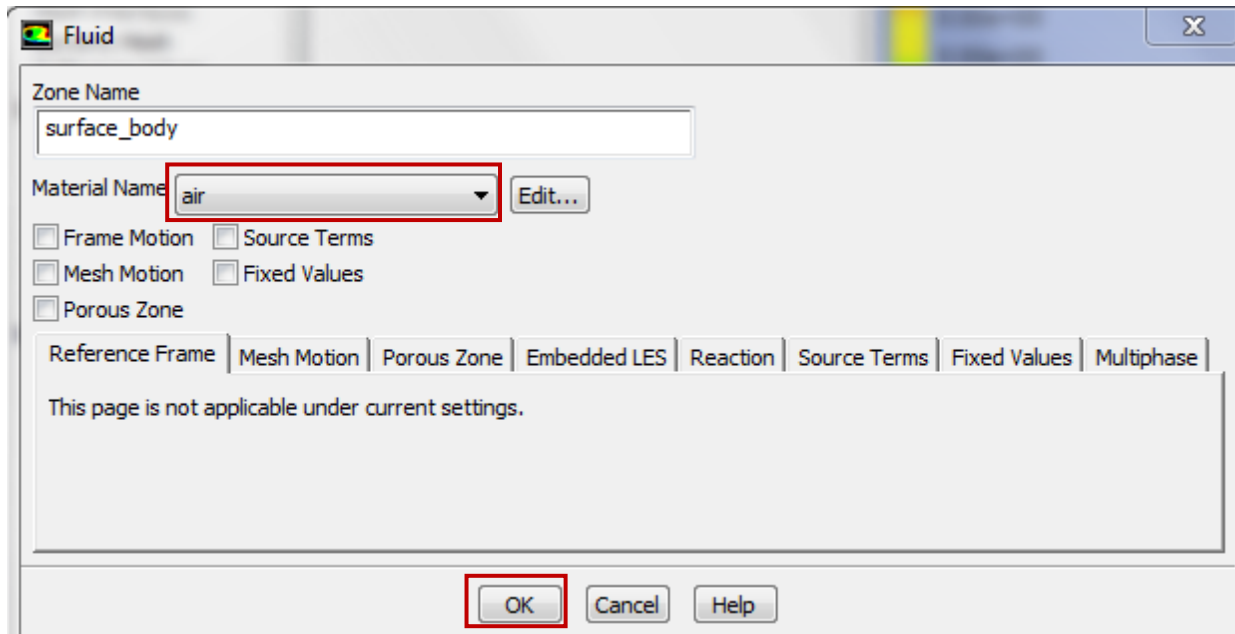 Fluid
Zone Name
surface_body
Material Name air Edit...
Frame Motion Source Terms
Mesh Motion Fixed Values
Porous Zone
Reference Frame Mesh Motion Porous Zone Embedded LES Reaction Source Terms Fixed Values Multiphase
This page is not applicable under current settings.
OK Cancel Help